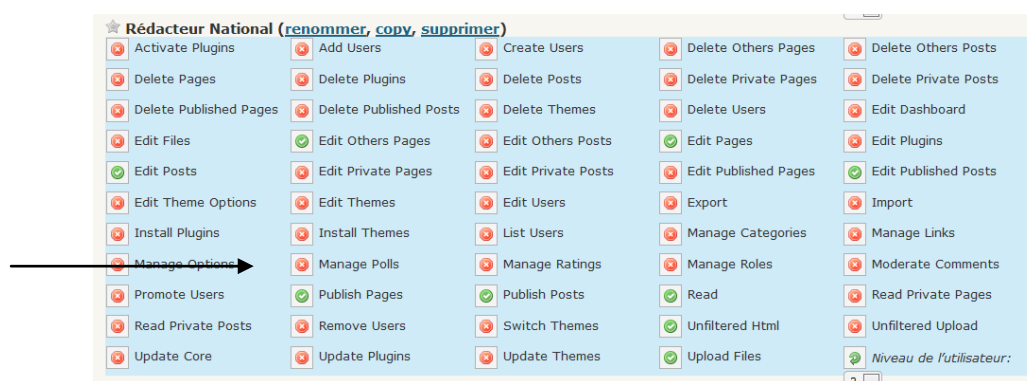 Rédacteur National (renommer, copy, supprimer)
Activate Plugins Add Users Create Users Delete Others Pages Delete Others Posts
Delete Pages Delete Plugins Delete Posts Delete Private Pages Delete Private Posts
Delete Published Pages Delete Published Posts Delete Themes Delete Users Edit Dashboard
Edit Files Edit Others Pages Edit Others Posts Edit Pages Edit Plugins
Edit Posts Edit Private Pages Edit Private Posts Edit Published Pages Edit Published Posts
Edit Theme Options Edit Themes Edit Users Export Import
Install Plugins Install Themes List Users Manage Categories Manage Links
Manage Options Manage Polls Manage Ratings Manage Roles Moderate Comments
Promote Users Publish Pages Publish Posts Read Read Private Pages
Read Private Posts Remove Users Switch Themes Unfiltered Html Unfiltered Upload
Update Core Update Plugins Update Themes Upload Files Niveau de l'utilisateur: